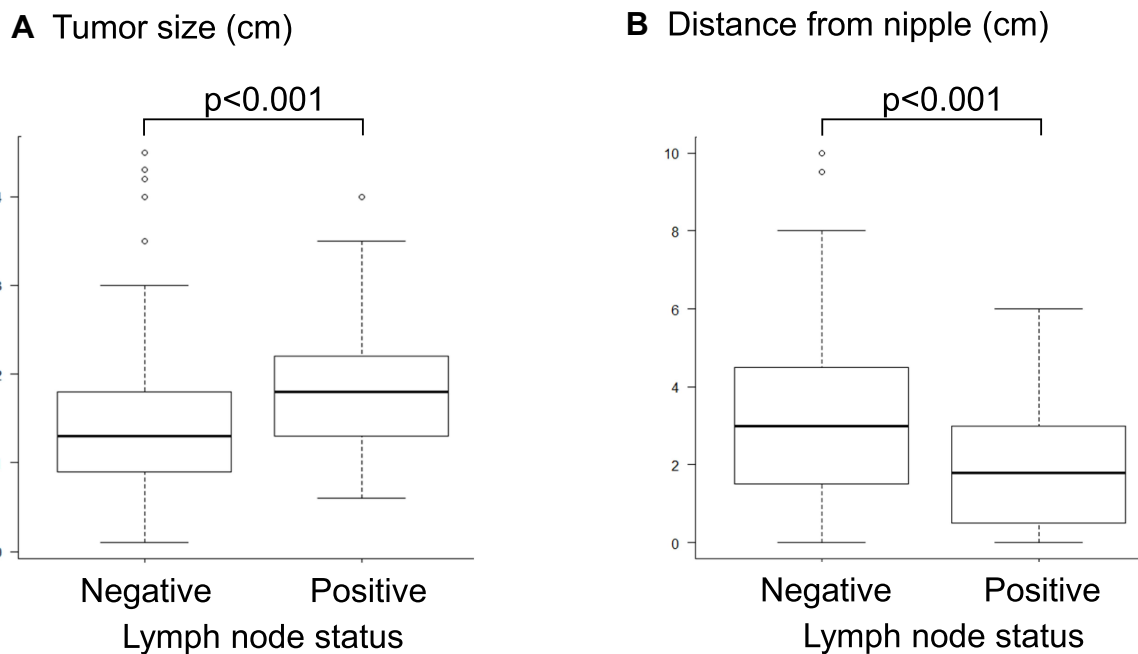 A Tumor size (cm)
p<0.001
Negative
Positive
Lymph node status
B Distance from nipple (cm)
p<0.001
10
8
6
4
2
0
Negative
Positive
Lymph node status